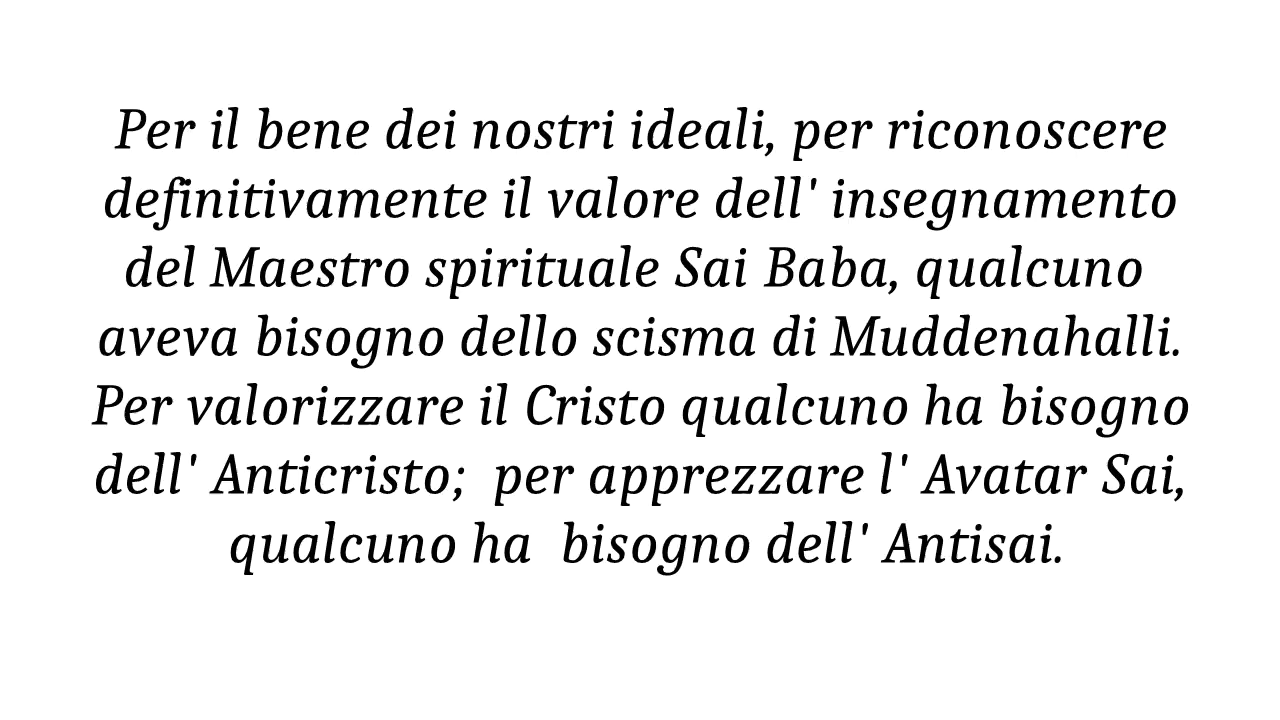 Per il bene dei nostri ideali, per riconoscere
definitivamente il valore dell' insegnamento
del Maestro spirituale Sai Baba, qualcuno
aveva bisogno dello scisma di Muddenahalli.
Per valorizzare il Cristo qualcuno ha bisogno
dell' Anticristo;  per apprezzare l' Avatar Sai,
qualcuno ha  bisogno dell' Antisai.